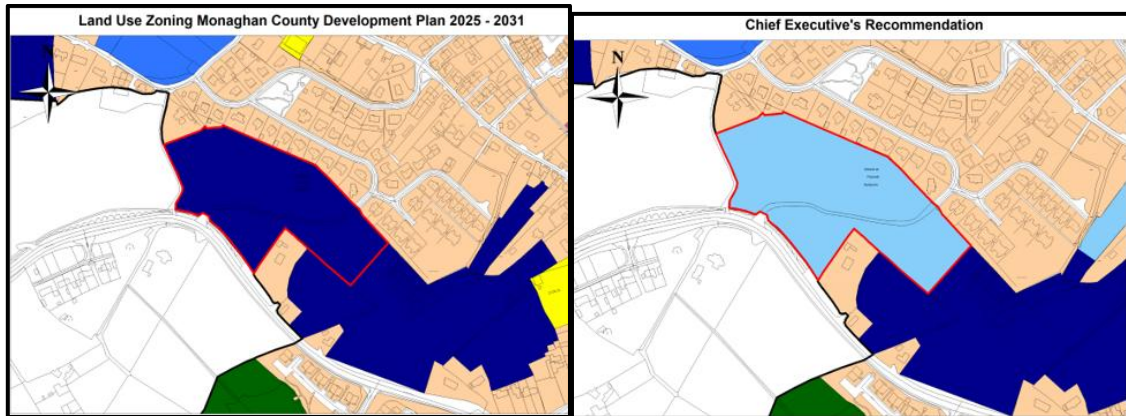 Land Use Zoning Monaghan County Development Plan 2025 - 2031
N
Chief Executive's Recommendation
N